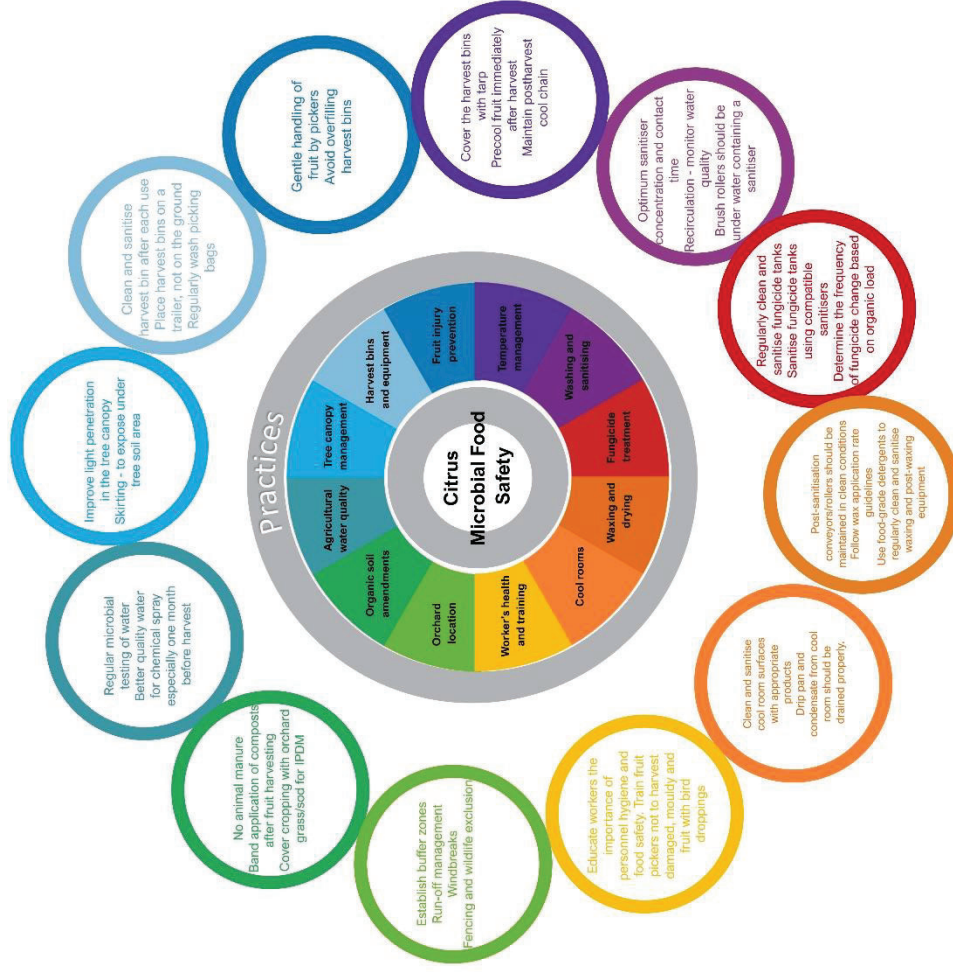 Practices
Citrus
Microbial Food
Safety
Tree canopy
management
Harvest bins
and equipment
Fruit injury
prevention
Temperature
management
Washing and
sanitising
Fungicide
treatment
Waxing and
drying
Cool rooms
Worker's health
and training
Orchard
location
Organic soil
amendments
Agricultural
water quality
Improve light penetration
in the tree canopy
Skirting - to expose under
tree soil area
Clean and sanitise
harvest bin after each use
Place harvest bins on a
trailer, not on the ground
Regularly wash picking
bags
Gentle handling of
fruit by pickers
Avoid overfilling
harvest bins
Cover the harvest bins
with tarp
Precool fruit immediately
after harvest
Maintain postharvest
cool chain
Optimum sanitiser
concentration and contact
time
Recirculation - monitor water
quality
Brush rollers should be
under water containing a
sanitiser
Regularly clean and
sanitise fungicide tanks
Sanitise fungicide tanks
using compatible
sanitisers
Determine the frequency
of fungicide change based
on organic load
Post-sanitisation
conveyors/rollers should be
maintained in clean conditions
Follow wax application rate
guidelines
Use food-grade detergents to
regularly clean and sanitise
waxing and post-waxing
equipment
Clean and sanitise
cool room surfaces
with appropriate
products
Drip pan and
condensate from cool
room should be
drained properly.
Educate workers the
importance of
personnel hygiene and
food safety. Train fruit
pickers not to harvest
damaged, mouldy and
fruit with bird
droppings
Establish buffer zones
Run-off management
Windbreaks
Fencing and wildlife exclusion
No animal manure
Band application of composts
after fruit harvesting
Cover cropping with orchard
grass/sod for IPDM
Regular microbial
testing of water
Better quality water
for chemical spray
especially one month
before harvest